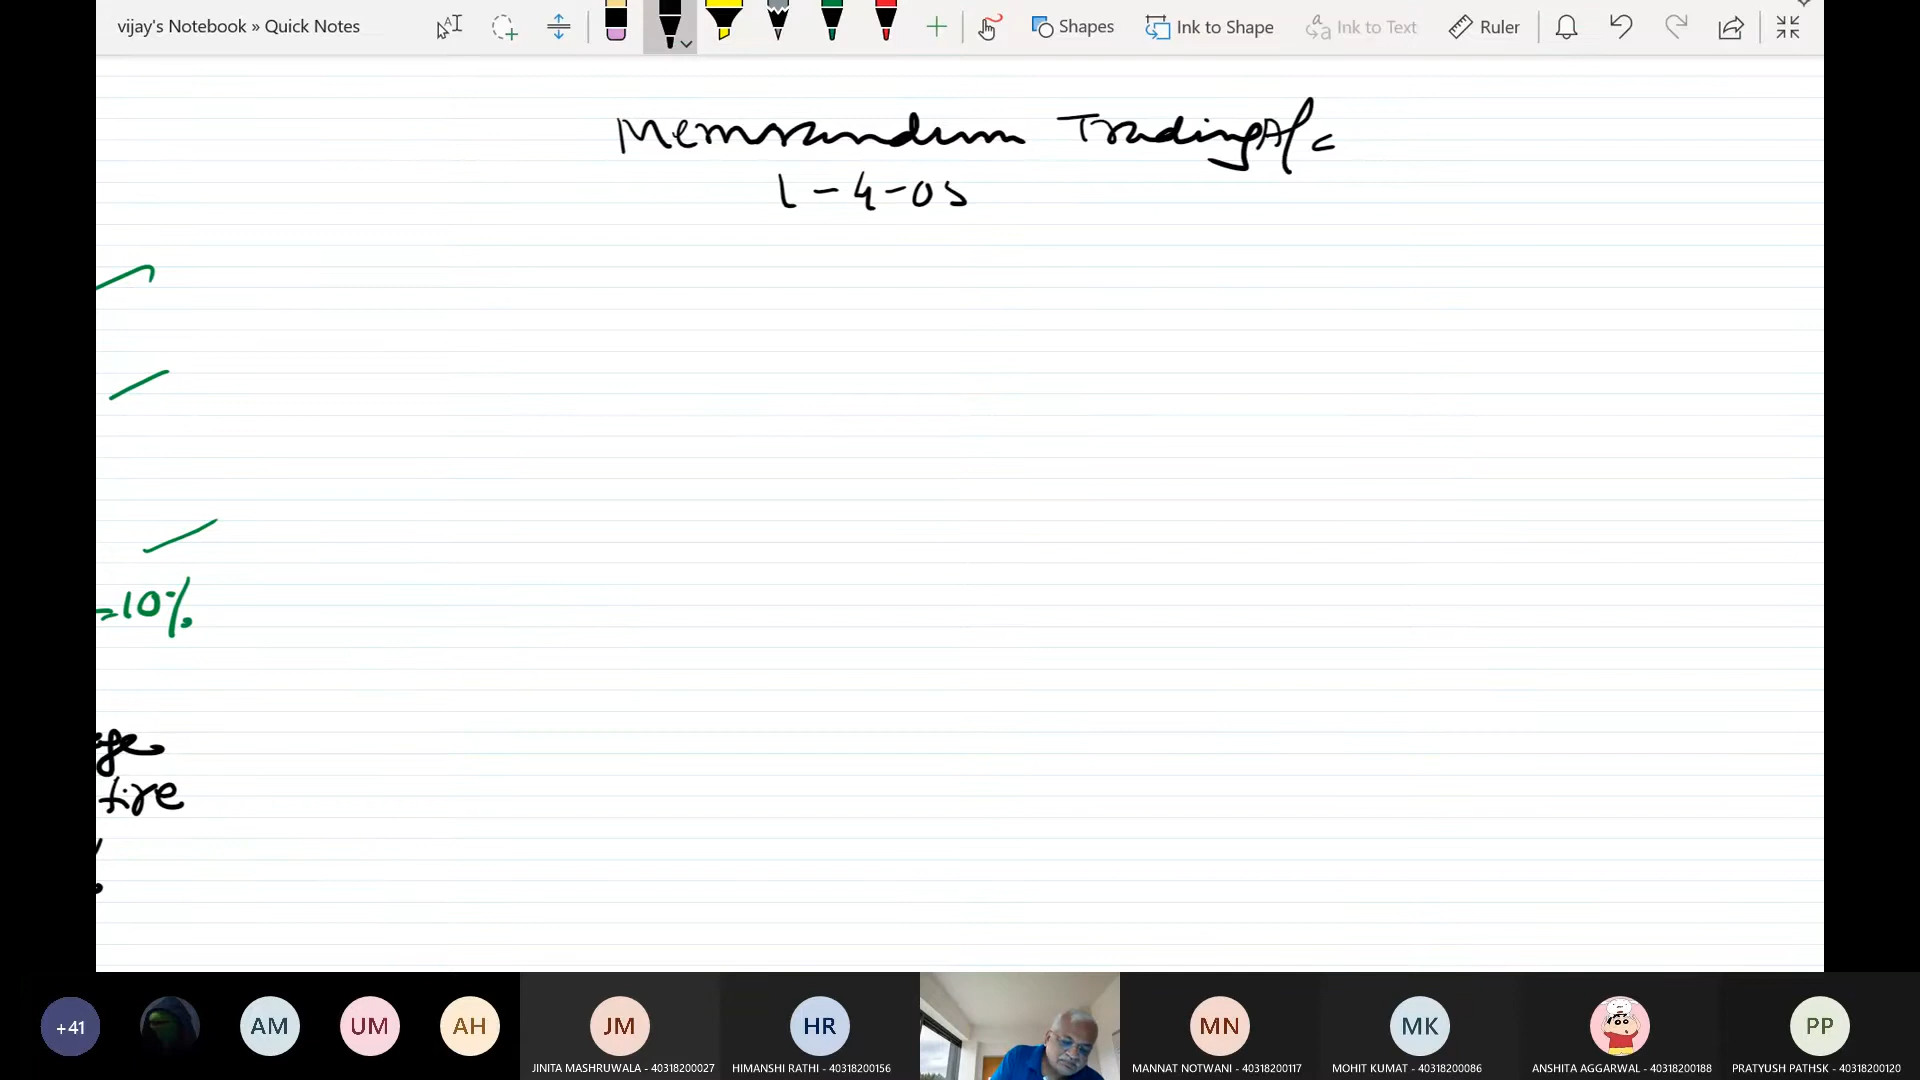 vijay's Notebook » Quick Notes
Shapes
Ink to Shape
Ink to Text
Ruler
Memorandum Trading A/c
1-4-05
=10%
fire
+41
AM
UM
AH
JM
HR
MN
MK
PP
JINITA MASHRUWALA - 40318200027
HIMANSHI RATHI - 40318200156
MANNAT NOTWANI - 40318200117
MOHIT KUMAT - 40318200086
ANSHITA AGGARWAL - 40318200188
PRATYUSH PATHSK - 40318200120